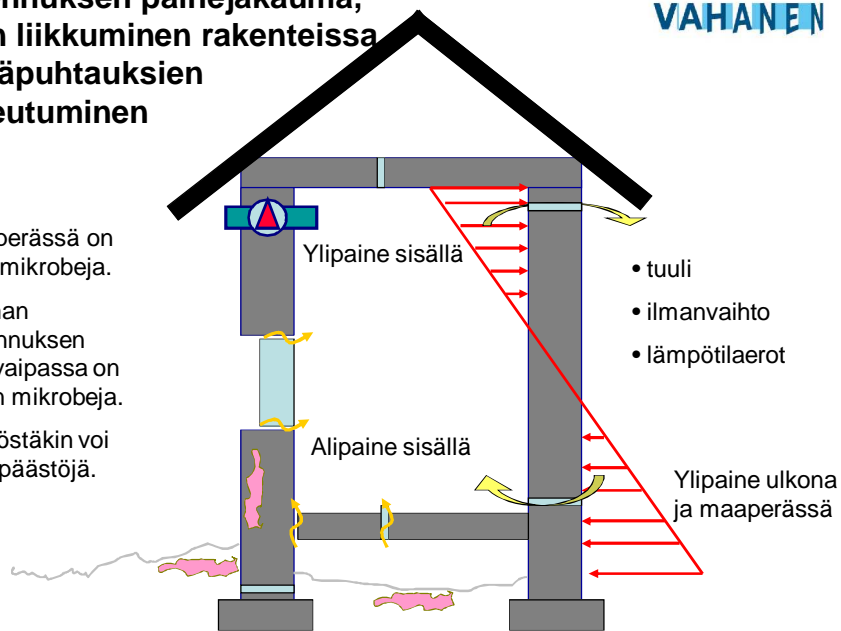 nnuksen painejakauma,
n liikkuminen rakenteissa
äpuhtauksien
eutuminen
VAHANEN
perässä on
mikrobeja.
nan
nnuksen
vaipassa on
n mikrobeja.
östäkin voi
päästöjä.
Ylipaine sisällä
Alipaine sisällä
• tuuli
• ilmanvaihto
• lämpötilaerot
Ylipaine ulkona
ja maaperässä